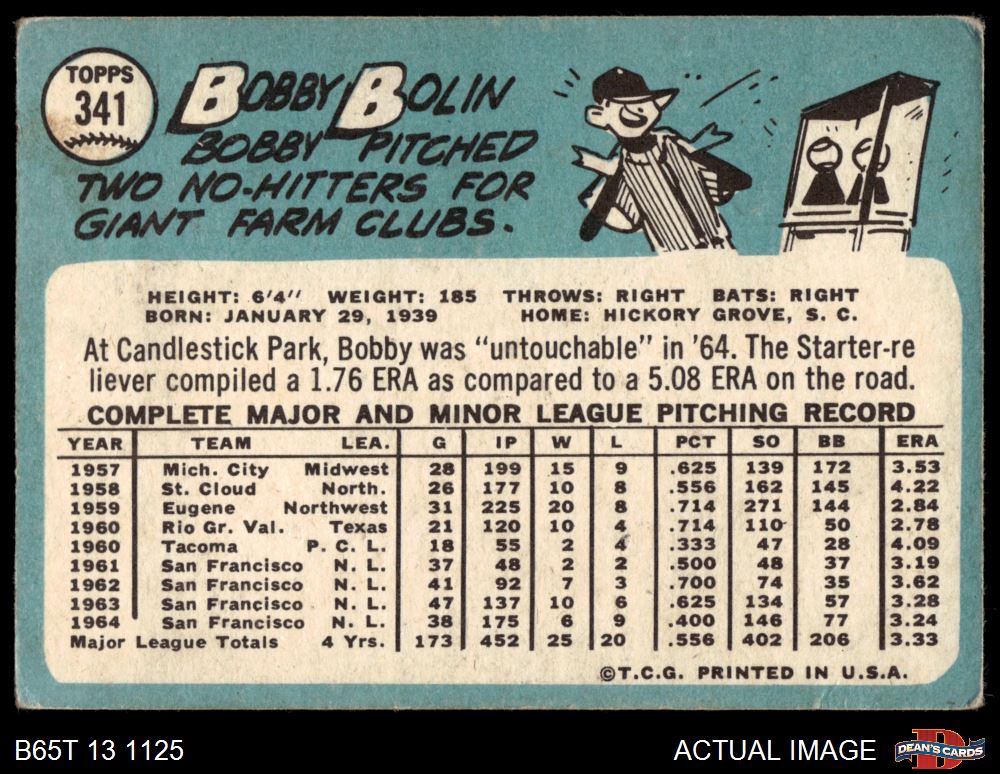 TOPPS
341
BOBBY BOLIN
BOBBY PITCHED
TWO NO-HITTERS FOR
GIANT FARM CLUBS.
HEIGHT: 6'4" WEIGHT: 185 THROWS: RIGHT BATS: RIGHT
BORN: JANUARY 29, 1939 HOME: HICKORY GROVE, S. C.
At Candlestick Park, Bobby was "untouchable" in '64. The Starter-re
liever compiled a 1.76 ERA as compared to a 5.08 ERA on the road.
COMPLETE MAJOR AND MINOR LEAGUE PITCHING RECORD
YEAR TEAM LEA. G IP W L PCT SO BB ERA
1957 Mich. City Midwest 28 199 15 9 .625 139 172 3.53
1958 St. Cloud North. 26 177 10 8 .556 162 145 4.22
1959 Eugene Northwest 31 225 20 8 .714 271 144 2.84
1960 Rio Gr. Val. Texas 21 120 10 4 .714 110 50 2.78
1960 Tacoma P. C. L. 18 55 2 4 .333 47 28 4.09
1961 San Francisco N. L. 37 48 2 2 .500 48 37 3.19
1962 San Francisco N. L. 41 92 7 3 .700 74 35 3.62
1963 San Francisco N. L. 47 137 10 6 .625 134 57 3.28
1964 San Francisco N. L. 38 175 6 9 .400 146 77 3.24
Major League Totals 4 Yrs. 173 452 25 20 .556 402 206 3.33
©T.C.G. PRINTED IN U.S.A.
B65T 13 1125 ACTUAL IMAGE DEAN'S CARDS